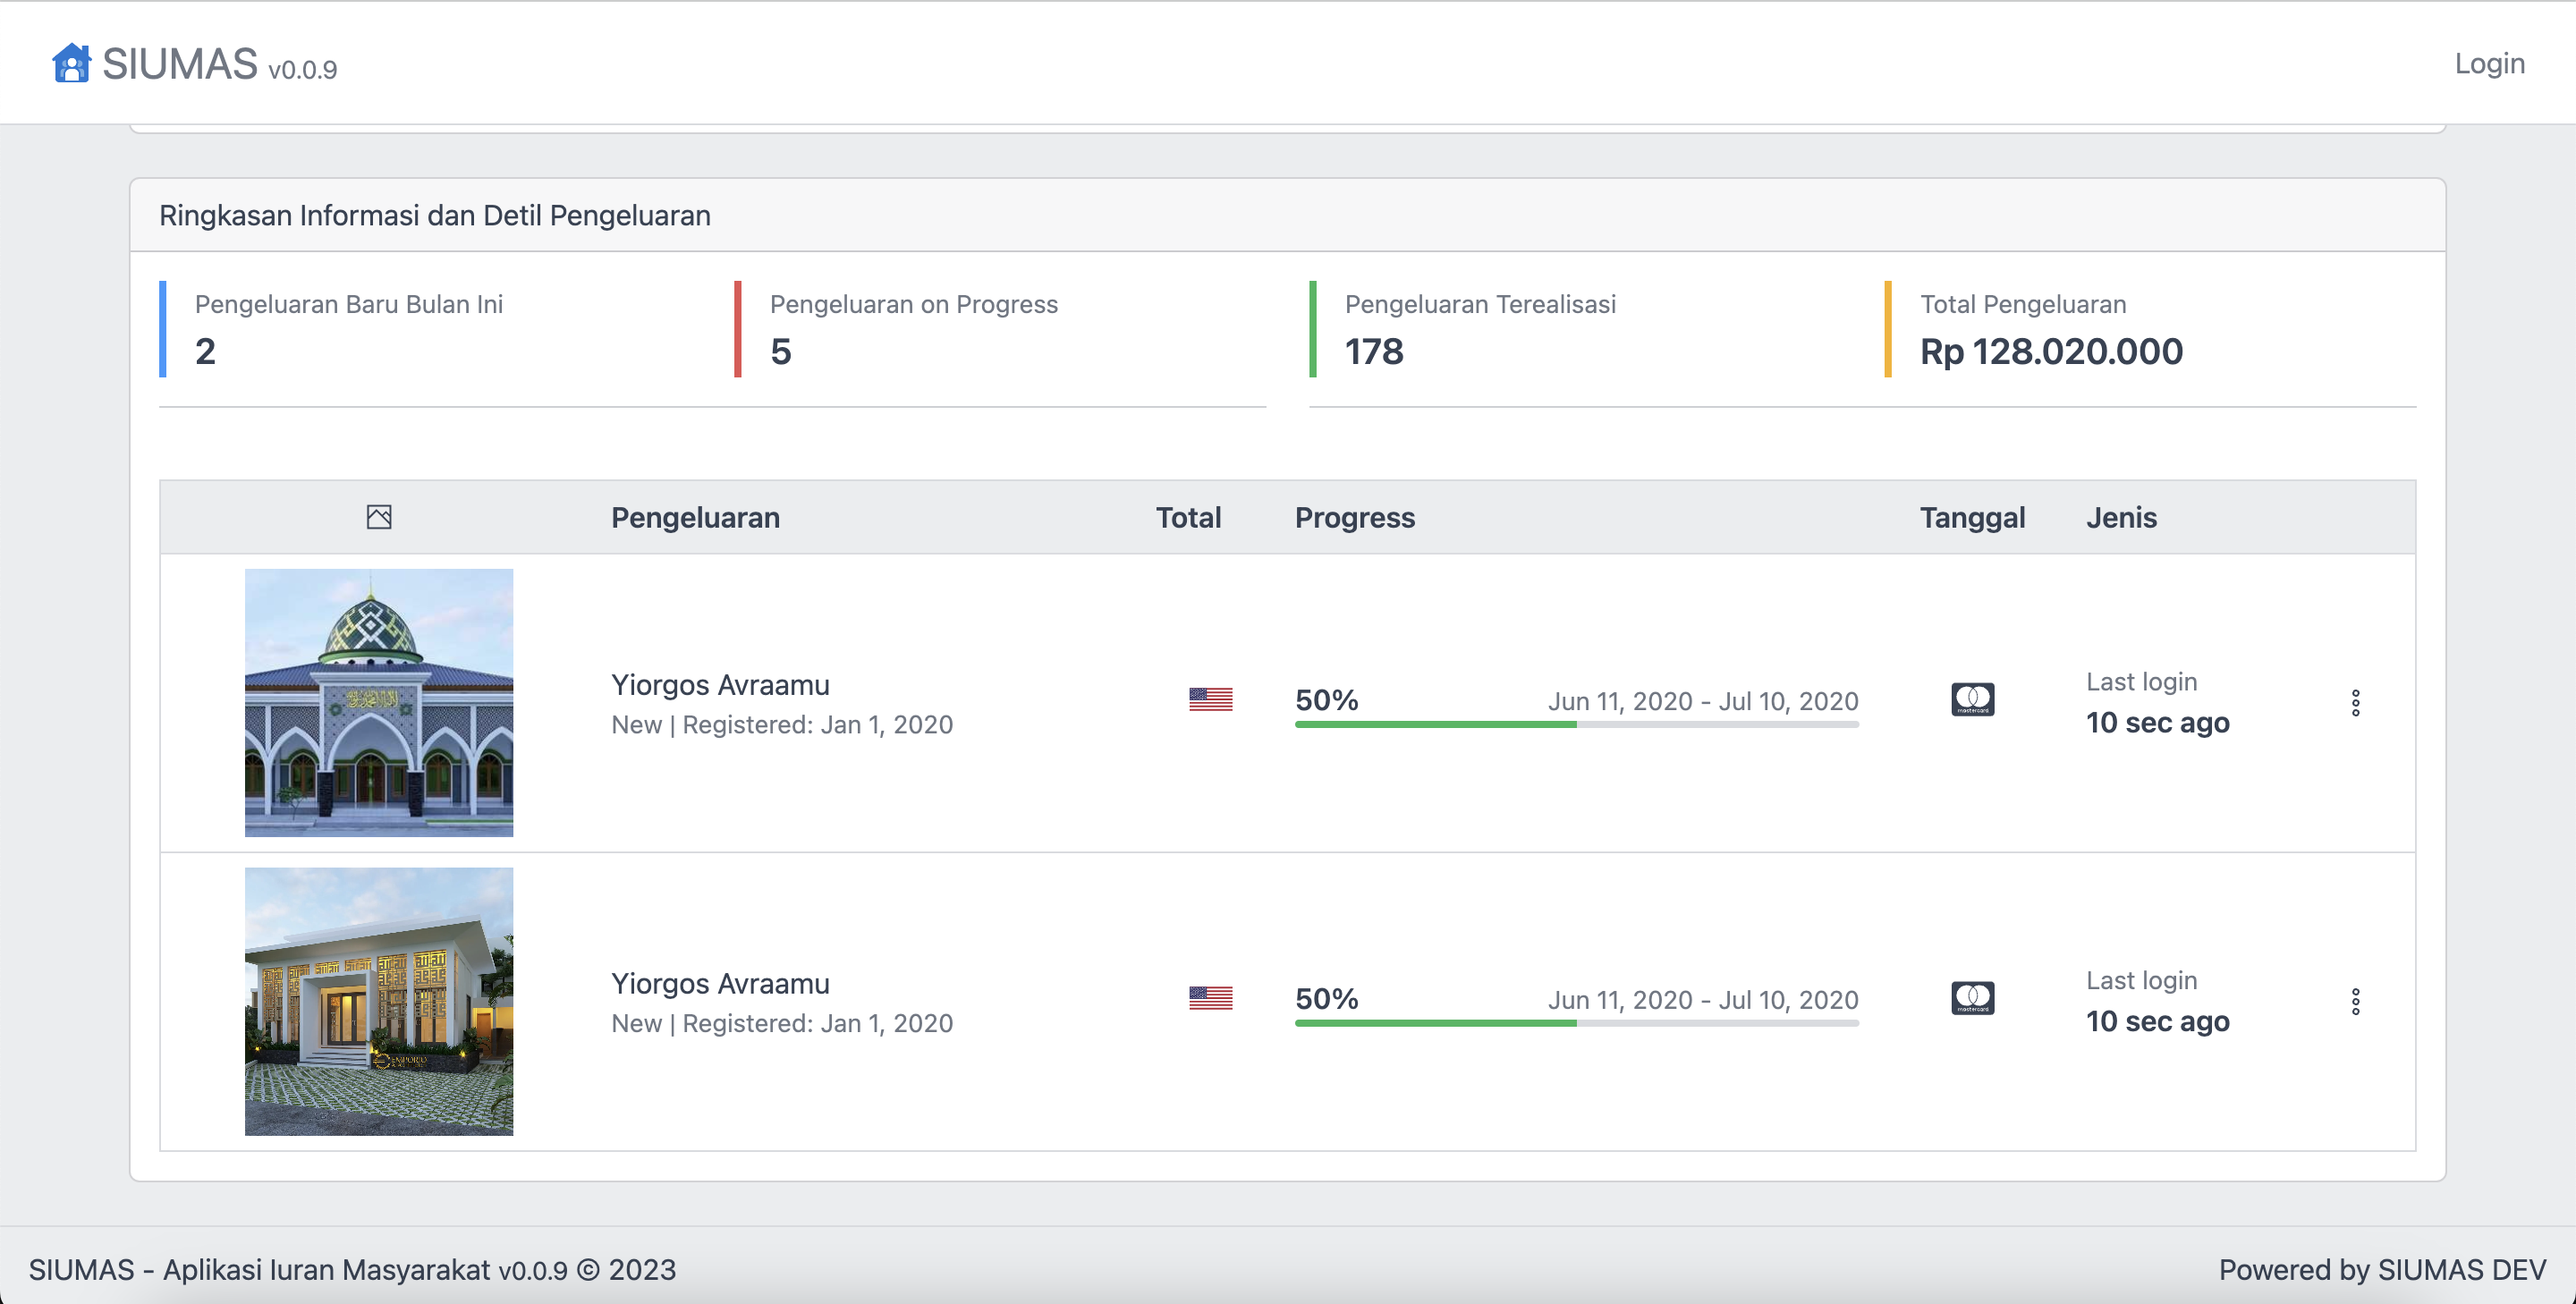 SIUMAS v0.0.9
Login
Ringkasan Informasi dan Detil Pengeluaran
Pengeluaran Baru Bulan Ini
2
Pengeluaran on Progress
5
Pengeluaran Terealisasi
178
Total Pengeluaran
Rp 128.020.000
Pengeluaran Total Progress Tanggal Jenis
Yiorgos Avraamu
New | Registered: Jan 1, 2020
50% Jun 11, 2020 - Jul 10, 2020
mastercard
Last login
10 sec ago
Yiorgos Avraamu
New | Registered: Jan 1, 2020
50% Jun 11, 2020 - Jul 10, 2020
mastercard
Last login
10 sec ago
EMPORIO
SIUMAS - Aplikasi Iuran Masyarakat v0.0.9 © 2023
Powered by SIUMAS DEV